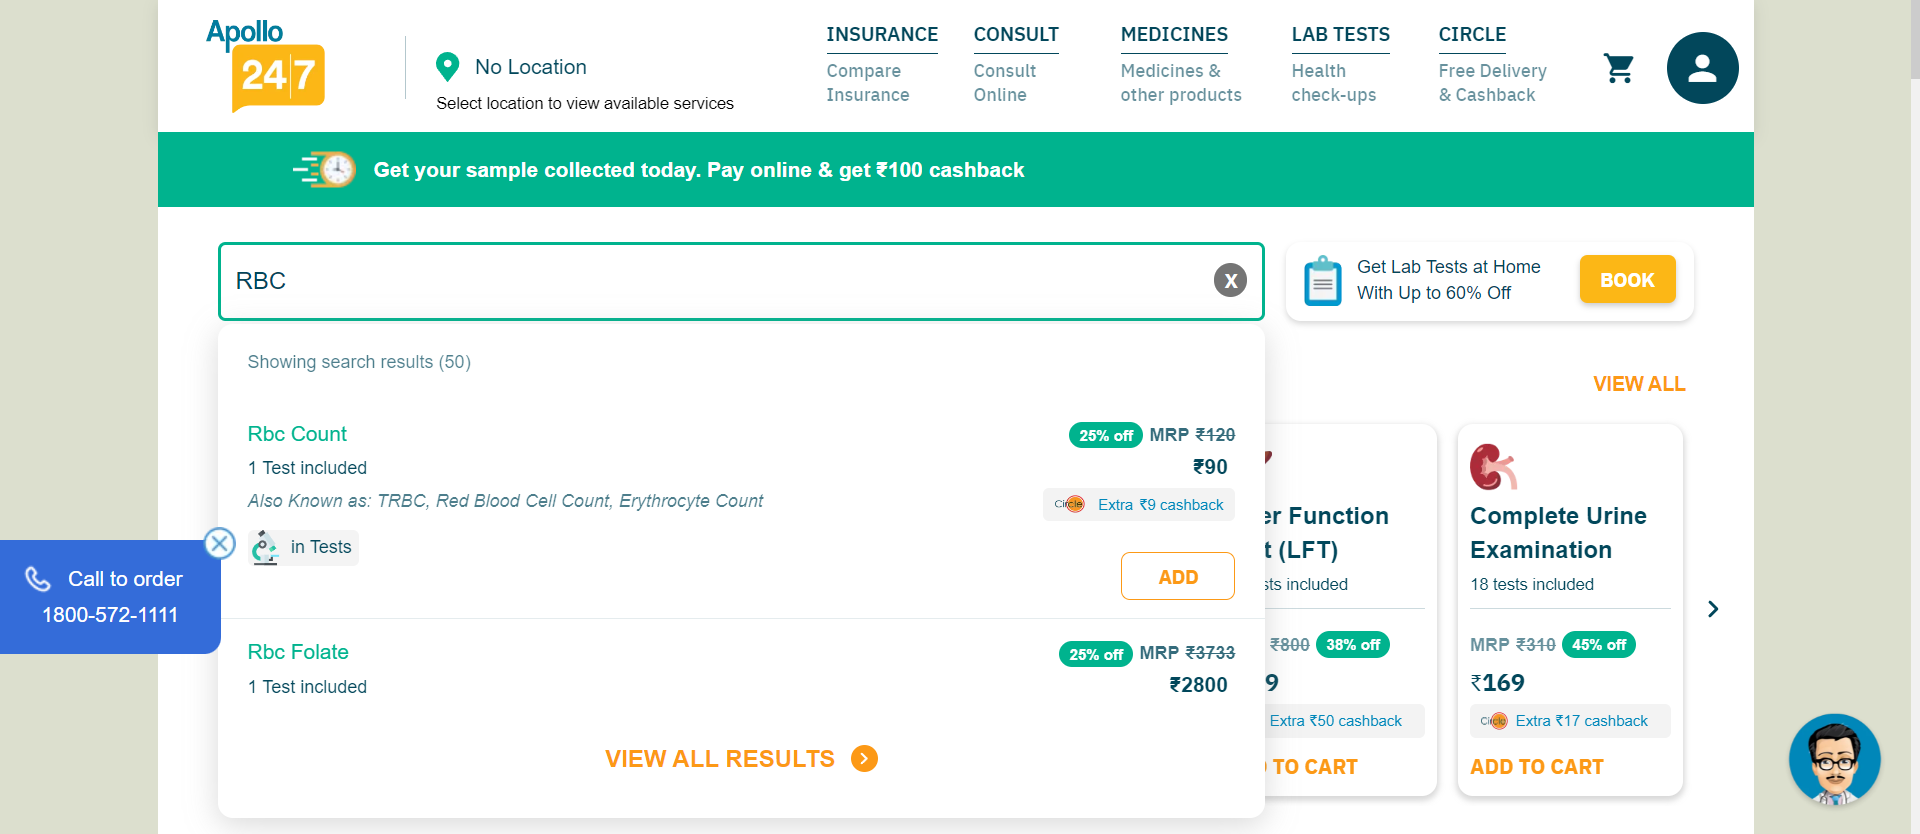 Apollo
24|7
No Location
Select location to view available services
INSURANCE
Compare
Insurance
CONSULT
Consult
Online
MEDICINES
Medicines &
other products
LAB TESTS
Health
check-ups
CIRCLE
Free Delivery
& Cashback
Get your sample collected today. Pay online & get ₹100 cashback
RBC
X
Get Lab Tests at Home
With Up to 60% Off
BOOK
Showing search results (50)
VIEW ALL
Rbc Count
25% off MRP ₹120
1 Test included
₹90
Also Known as: TRBC, Red Blood Cell Count, Erythrocyte Count
Circle Extra ₹9 cashback
in Tests
ADD
Rbc Folate
25% off MRP ₹3733
1 Test included
₹2800
VIEW ALL RESULTS
Call to order
1800-572-1111
er Function
t (LFT)
sts included
₹800 38% off
9
Extra ₹50 cashback
TO CART
Complete Urine
Examination
18 tests included
MRP ₹310 45% off
₹169
Circle Extra ₹17 cashback
ADD TO CART